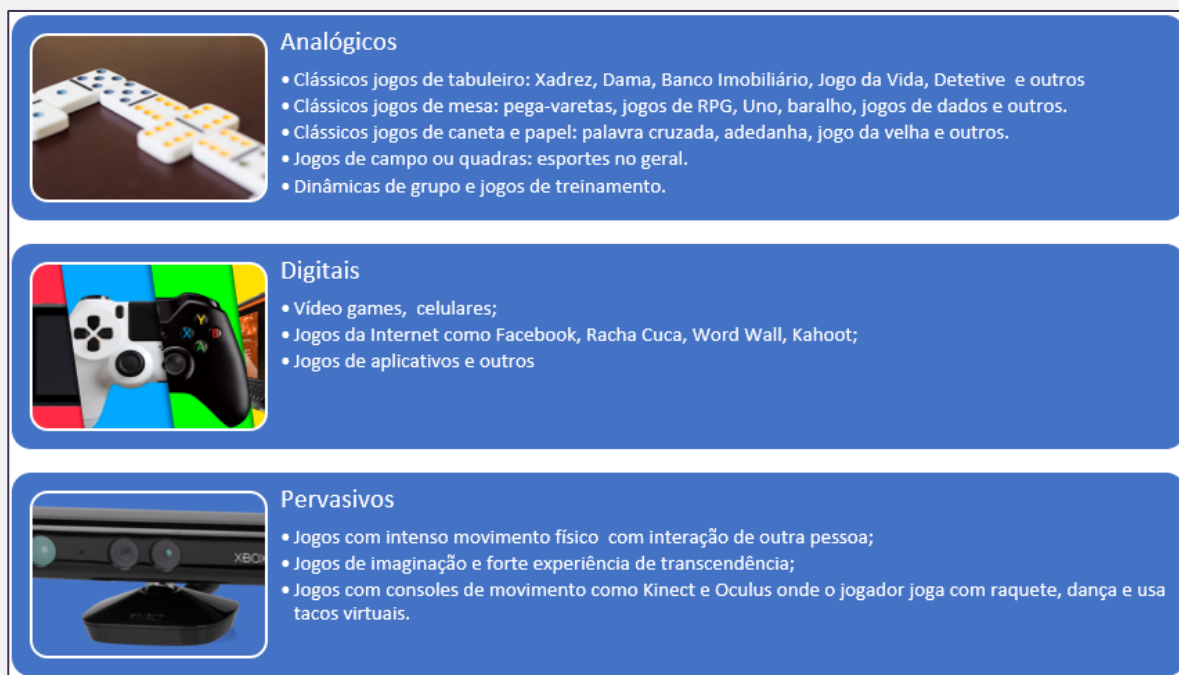 Analógicos
• Clássicos jogos de tabuleiro: Xadrez, Dama, Banco Imobiliário, Jogo da Vida, Detetive e outros
• Clássicos jogos de mesa: pega-varetas, jogos de RPG, Uno, baralho, jogos de dados e outros.
• Clássicos jogos de caneta e papel: palavra cruzada, adedanha, jogo da velha e outros.
• Jogos de campo ou quadras: esportes no geral.
• Dinâmicas de grupo e jogos de treinamento.
Digitais
• Vídeo games, celulares;
• Jogos da Internet como Facebook, Racha Cuca, Word Wall, Kahoot;
• Jogos de aplicativos e outros
Y
X B
A
Pervasivos
• Jogos com intenso movimento físico com interação de outra pessoa;
• Jogos de imaginação e forte experiência de transcendência;
• Jogos com consoles de movimento como Kinect e Oculus onde o jogador joga com raquete, dança e usa
tacos virtuais.
XBOX
KINECT